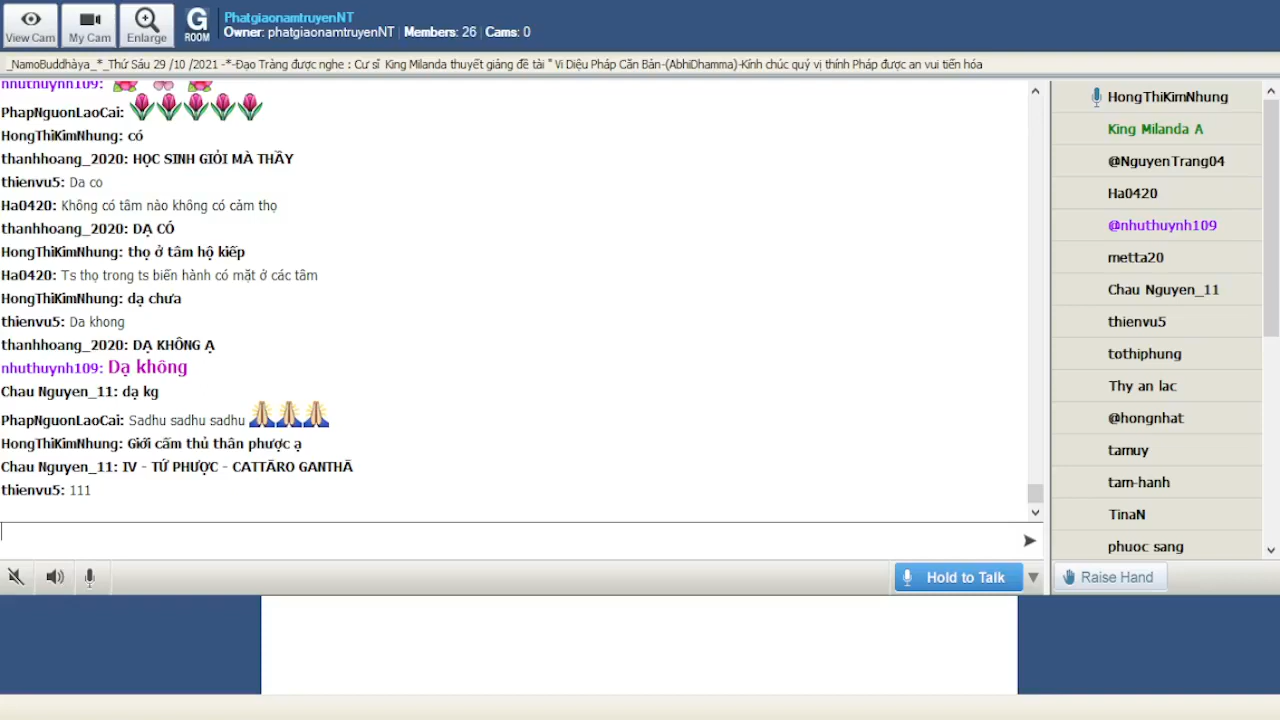 View Cam
My Cam
Enlarge
G
ROOM
PhatgiaonamtruyenNT
Owner: phatgiaonamtruyenNT | Members: 26 | Cams: 0
_NamoBuddhàya_*_Thứ Sáu 29 /10 /2021 -*-Đạo Tràng được nghe : Cư sĩ King Milanda thuyết giảng đề tài " Vi Diệu Pháp Căn Bản-(AbhiDhamma)-Kính chúc quý vị thính Pháp được an vui tiến hóa
nhuthuynh109:
PhapNguonLaoCai:
HongThiKimNhung: có
thanhhoang_2020: HỌC SINH GIỎI MÀ THẦY
thienvu5: Da co
Ha0420: Không có tâm nào không có cảm thọ
thanhhoang_2020: DẠ CÓ
HongThiKimNhung: thọ ở tâm hộ kiếp
Ha0420: Ts thọ trong ts biến hành có mặt ở các tâm
HongThiKimNhung: dạ chưa
thienvu5: Da khong
thanhhoang_2020: DẠ KHÔNG Ạ
nhuthuynh109: Dạ không
Chau Nguyen_11: dạ kg
PhapNguonLaoCai: Sadhu sadhu sadhu
HongThiKimNhung: Giới cấm thủ thân phược ạ
Chau Nguyen_11: IV - TỨ PHƯỢC - CATTĀRO GANTHĀ
thienvu5: 111
HongThiKimNhung
King Milanda A
@NguyenTrang04
Ha0420
@nhuthuynh109
metta20
Chau Nguyen_11
thienvu5
tothiphung
Thy an lac
@hongnhat
tamuy
tam-hanh
TinaN
phuoc sang
Hold to Talk
Raise Hand